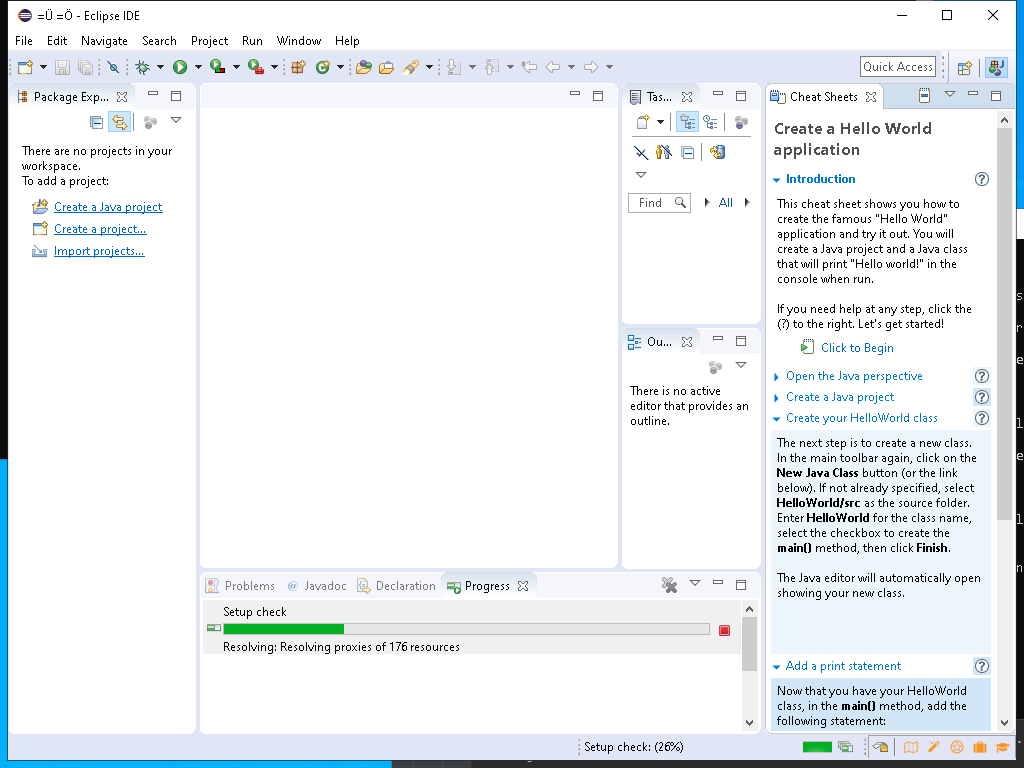 =Ü =Ö - Eclipse IDE
File Edit Navigate Search Project Run Window Help
Quick Access
Package Exp...
There are no projects in your
workspace.
To add a project:
Create a Java project
Create a project...
Import projects...
Tas...
Find
All
Ou...
There is no active
editor that provides an
outline.
Cheat Sheets
Create a Hello World
application
Introduction
This cheat sheet shows you how to
create the famous "Hello World"
application and try it out. You will
create a Java project and a Java class
that will print "Hello world!" in the
console when run.
If you need help at any step, click the
(?) to the right. Let's get started!
Click to Begin
Open the Java perspective
Create a Java project
Create your HelloWorld class
The next step is to create a new class.
In the main toolbar again, click on the
New Java Class button (or the link
below). If not already specified, select
HelloWorld/src as the source folder.
Enter HelloWorld for the class name,
select the checkbox to create the
main() method, then click Finish.
The Java editor will automatically open
showing your new class.
Add a print statement
Now that you have your HelloWorld
class, in the main() method, add the
following statement:
Problems @ Javadoc Declaration Progress
Setup check
Resolving: Resolving proxies of 176 resources
Setup check: (26%)